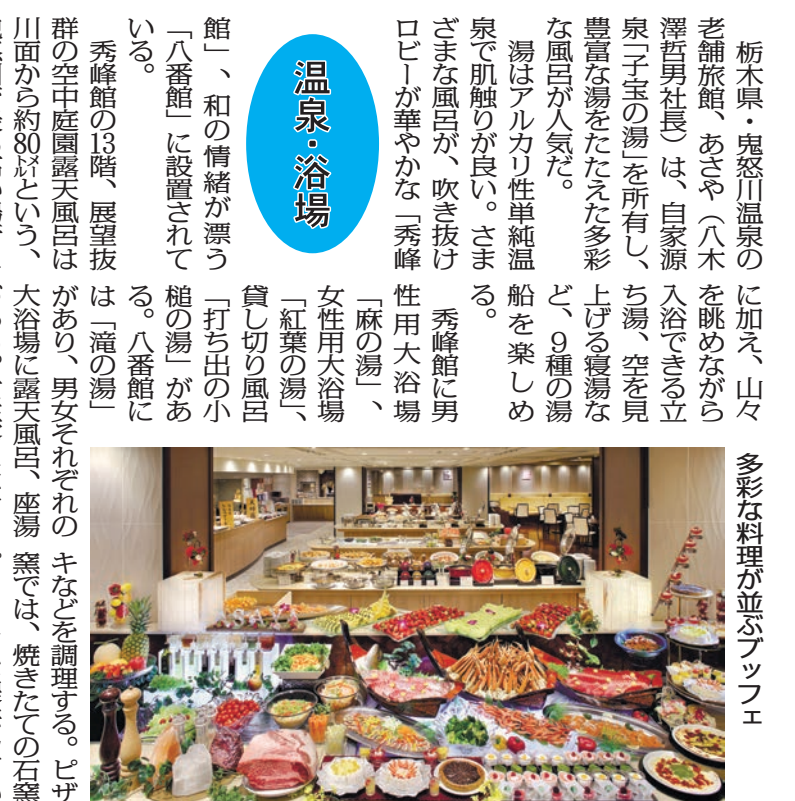 栃木県・鬼怒川温泉の
老舗旅館、あさや(八木
澤哲男社長)は、自家源
泉「子宝の湯」を所有し、
豊富な湯をたたえた多彩
な風呂が人気だ。
湯はアルカリ性単純温
泉で肌触りが良い。さま
ざまな風呂が、吹き抜け
ロビーが華やかな「秀峰
温泉・浴場
館」、和の情緒が漂う
「八番館」に設置されて
いる。
秀峰館の13階、展望抜
群の空中庭園露天風呂は
川面から約80㍍という、
に加え、山々
を眺めながら
入浴できる立
ち湯、空を見
上げる寝湯な
ど、9種の湯
船を楽しめ
る。
秀峰館に男
性用大浴場
「麻の湯」、
女性用大浴場
「紅葉の湯」、
貸し切り風呂
「打ち出の小
槌の湯」があ
る。八番館に
は「滝の湯」
があり、男女それぞれの
大浴場に露天風呂、座湯
多彩な料理が並ぶブッフェ
キなどを調理する。ピザ
窯では、焼きたての石窯